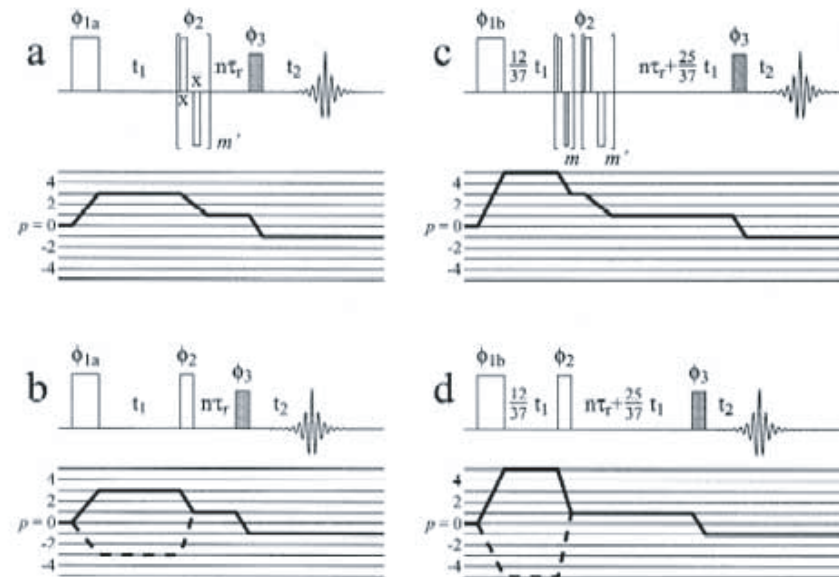 a
ϕ1a
t1
ϕ2
x
x
m′
nτr
ϕ3
t2
4
2
p = 0
-2
-4
c
ϕ1b
12/37 t1
ϕ2
m
m′
nτr+25/37 t1
ϕ3
t2
4
2
p = 0
-2
-4
b
ϕ1a
t1
ϕ2
nτr
ϕ3
t2
4
2
p = 0
-2
-4
d
ϕ1b
12/37 t1
ϕ2
nτr+25/37 t1
ϕ3
t2
4
2
p = 0
-2
-4